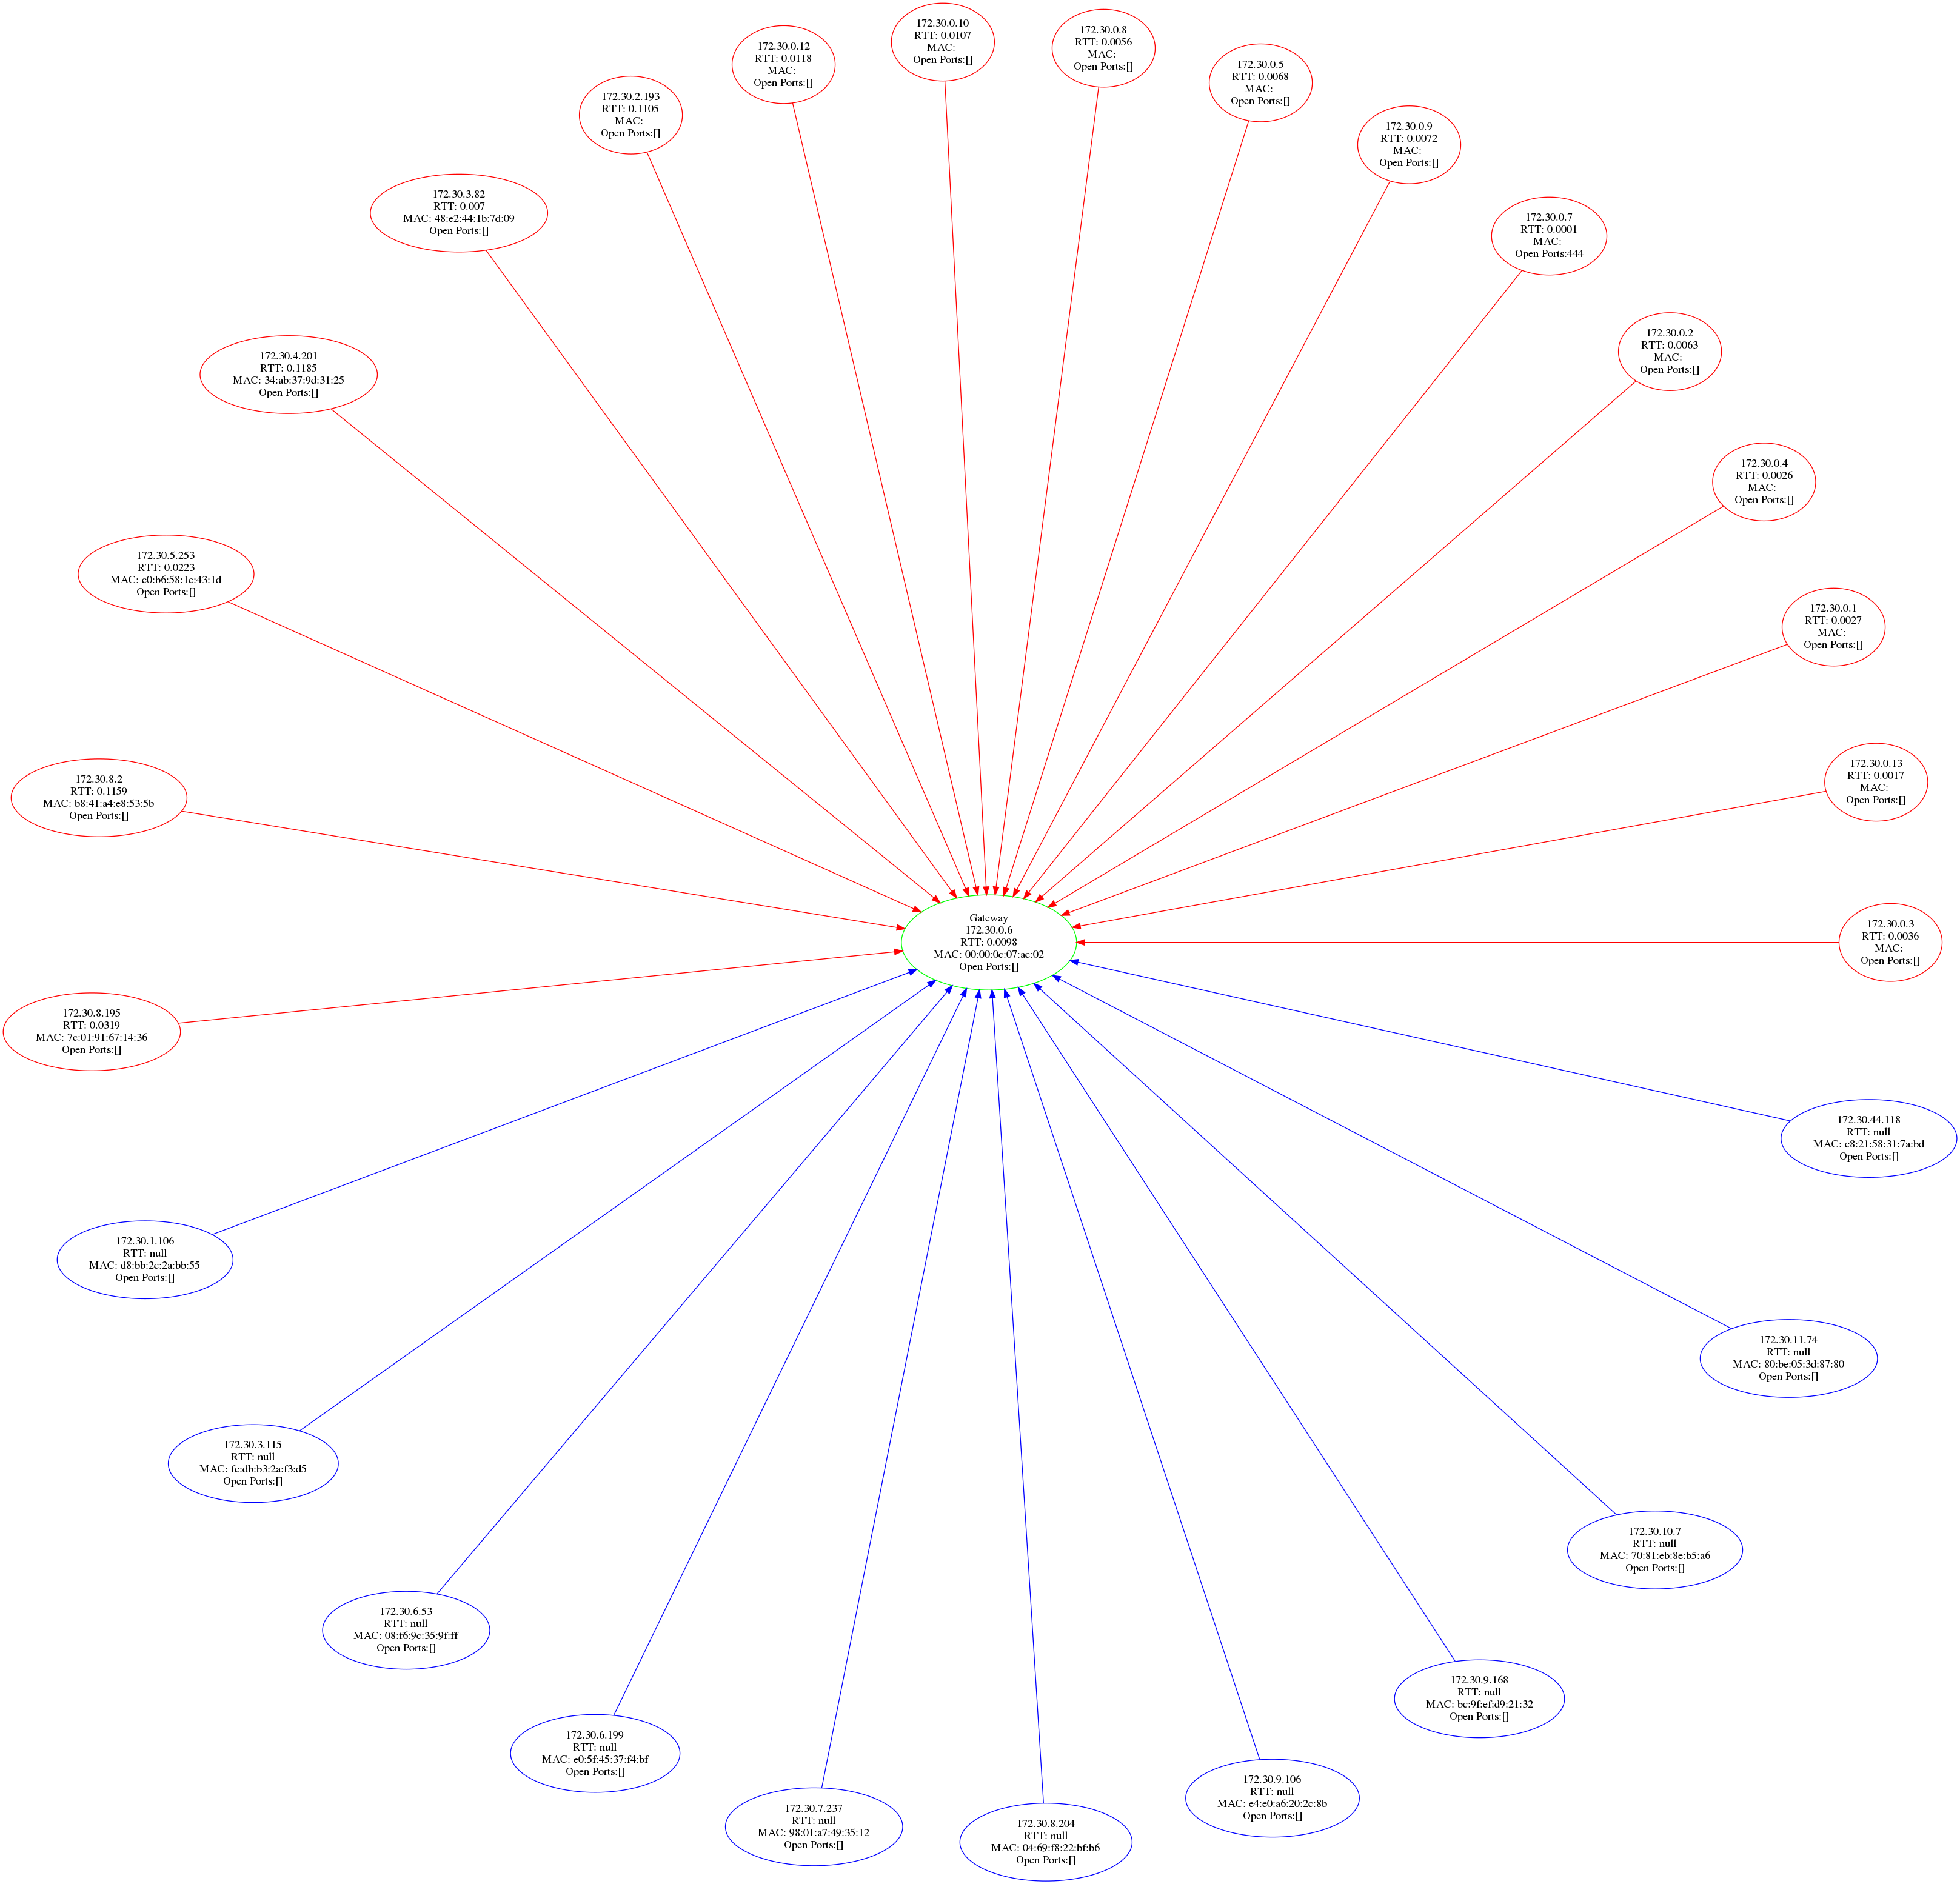 172.30.0.10
RTT: 0.0107
MAC:
Open Ports:[]
172.30.0.8
RTT: 0.0056
MAC:
Open Ports:[]
172.30.0.12
RTT: 0.0118
MAC:
Open Ports:[]
172.30.0.5
RTT: 0.0068
MAC:
Open Ports:[]
172.30.2.193
RTT: 0.1105
MAC:
Open Ports:[]
172.30.0.9
RTT: 0.0072
MAC:
Open Ports:[]
172.30.3.82
RTT: 0.007
MAC: 48:e2:44:1b:7d:09
Open Ports:[]
172.30.0.7
RTT: 0.0001
MAC:
Open Ports:444
172.30.0.2
RTT: 0.0063
MAC:
Open Ports:[]
172.30.4.201
RTT: 0.1185
MAC: 34:ab:37:9d:31:25
Open Ports:[]
172.30.0.4
RTT: 0.0026
MAC:
Open Ports:[]
172.30.5.253
RTT: 0.0223
MAC: c0:b6:58:1e:43:1d
Open Ports:[]
172.30.0.1
RTT: 0.0027
MAC:
Open Ports:[]
172.30.0.13
RTT: 0.0017
MAC:
Open Ports:[]
172.30.8.2
RTT: 0.1159
MAC: b8:41:a4:e8:53:5b
Open Ports:[]
Gateway
172.30.0.6
RTT: 0.0098
MAC: 00:00:0c:07:ac:02
Open Ports:[]
172.30.0.3
RTT: 0.0036
MAC:
Open Ports:[]
172.30.8.195
RTT: 0.0319
MAC: 7c:01:91:67:14:36
Open Ports:[]
172.30.44.118
RTT: null
MAC: c8:21:58:31:7a:bd
Open Ports:[]
172.30.1.106
RTT: null
MAC: d8:bb:2c:2a:bb:55
Open Ports:[]
172.30.11.74
RTT: null
MAC: 80:be:05:3d:87:80
Open Ports:[]
172.30.3.115
RTT: null
MAC: fc:db:b3:2a:f3:d5
Open Ports:[]
172.30.10.7
RTT: null
MAC: 70:81:eb:8e:b5:a6
Open Ports:[]
172.30.6.53
RTT: null
MAC: 08:f6:9c:35:9f:ff
Open Ports:[]
172.30.9.168
RTT: null
MAC: bc:9f:ef:d9:21:32
Open Ports:[]
172.30.6.199
RTT: null
MAC: e0:5f:45:37:f4:bf
Open Ports:[]
172.30.9.106
RTT: null
MAC: e4:e0:a6:20:2c:8b
Open Ports:[]
172.30.7.237
RTT: null
MAC: 98:01:a7:49:35:12
Open Ports:[]
172.30.8.204
RTT: null
MAC: 04:69:f8:22:bf:b6
Open Ports:[]